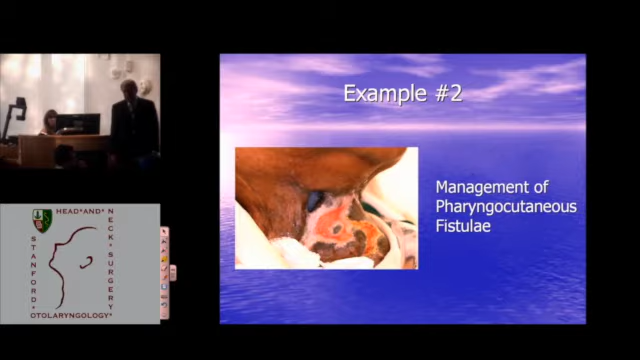 Example #2
Management of
Pharyngocutaneous
Fistulae
HEAD*AND*
NECK*SURGERY
STANFORD*
OTOLARYNGOLOGY*